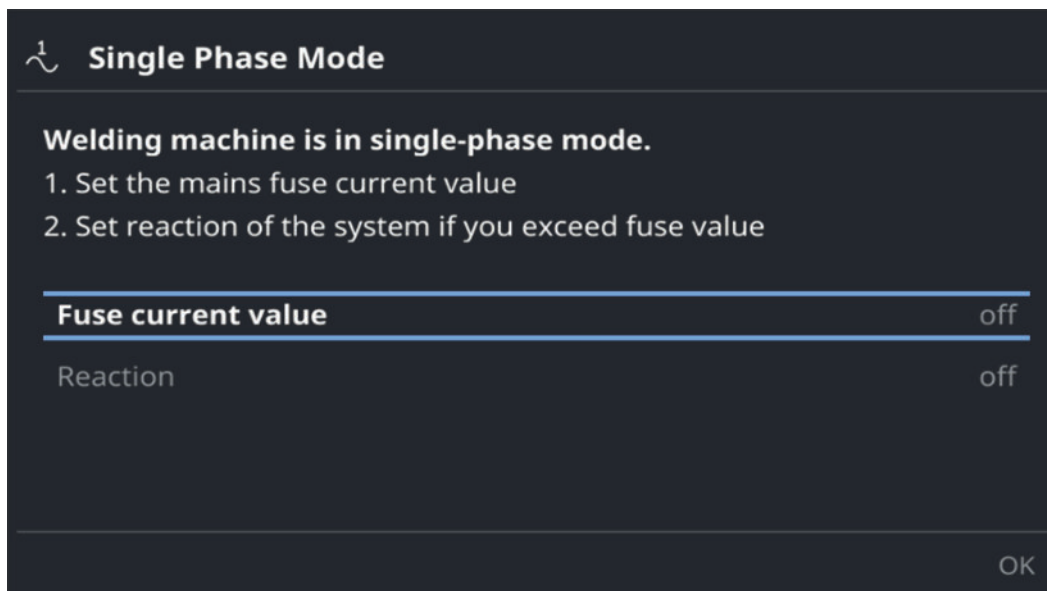 1
Single Phase Mode
Welding machine is in single-phase mode.
1. Set the mains fuse current value
2. Set reaction of the system if you exceed fuse value
Fuse current value off
Reaction off
OK